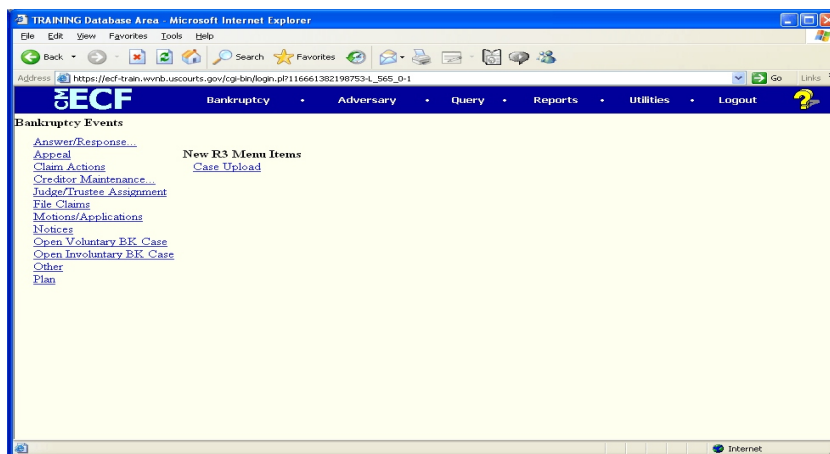 TRAINING Database Area - Microsoft Internet Explorer
File Edit View Favorites Tools Help
Back Search Favorites
Address https://ecf-train.wvnb.uscourts.gov/cgi-bin/login.pl?116661382198753-L_565_0-1 Go Links
CM ECF Bankruptcy • Adversary • Query • Reports • Utilities • Logout ?
Bankruptcy Events
Answer/Response...
Appeal New R3 Menu Items
Claim Actions Case Upload
Creditor Maintenance...
Judge/Trustee Assignment
File Claims
Motions/Applications
Notices
Open Voluntary BK Case
Open Involuntary BK Case
Other
Plan
Internet